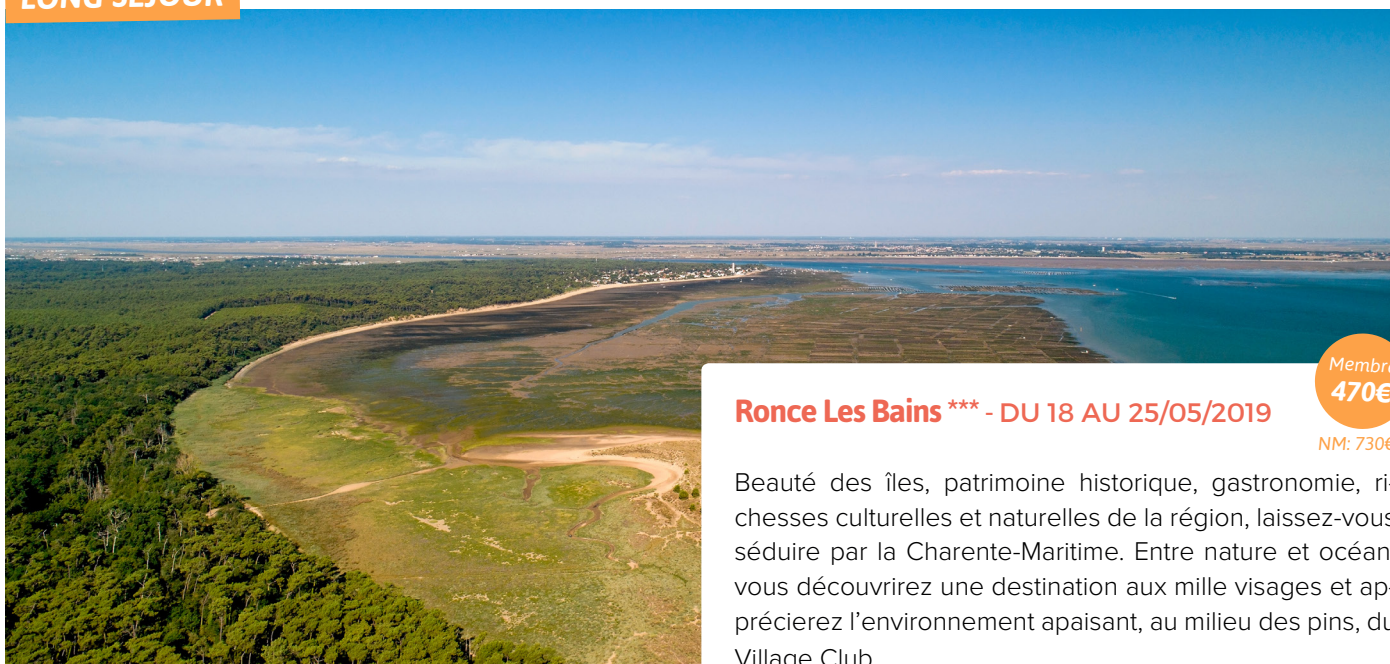 LONG SÉJOUR
Membre
470€
NM: 730€
Ronce Les Bains *** - DU 18 AU 25/05/2019
Beauté des îles, patrimoine historique, gastronomie, ri-
chesses culturelles et naturelles de la région, laissez-vous
séduire par la Charente-Maritime. Entre nature et océan,
vous découvrirez une destination aux mille visages et ap-
précierez l’environnement apaisant, au milieu des pins, du
Village Club